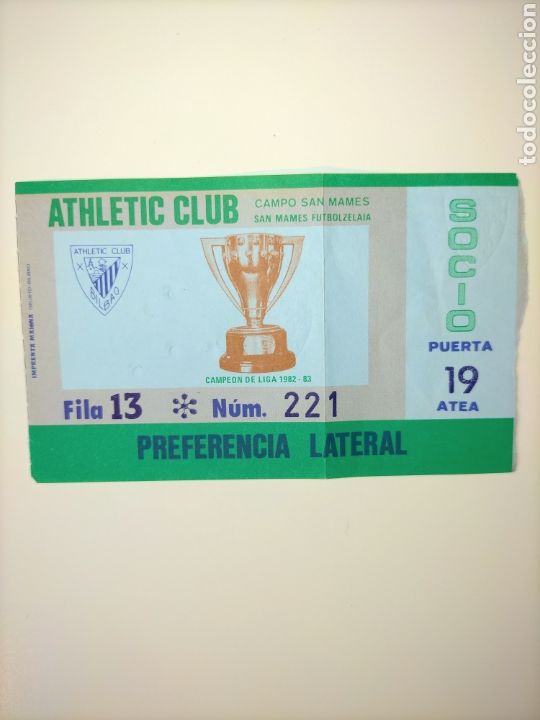 todocoleccion
ATHLETIC CLUB
CAMPO SAN MAMES
SAN MAMES FUTBOLZELAIA
ATHLETIC CLUB
BILBAO
CAMPEON DE LIGA 1982 - 83
Fila 13 * Núm. 221
PREFERENCIA LATERAL
SOCIO
PUERTA
19
ATEA